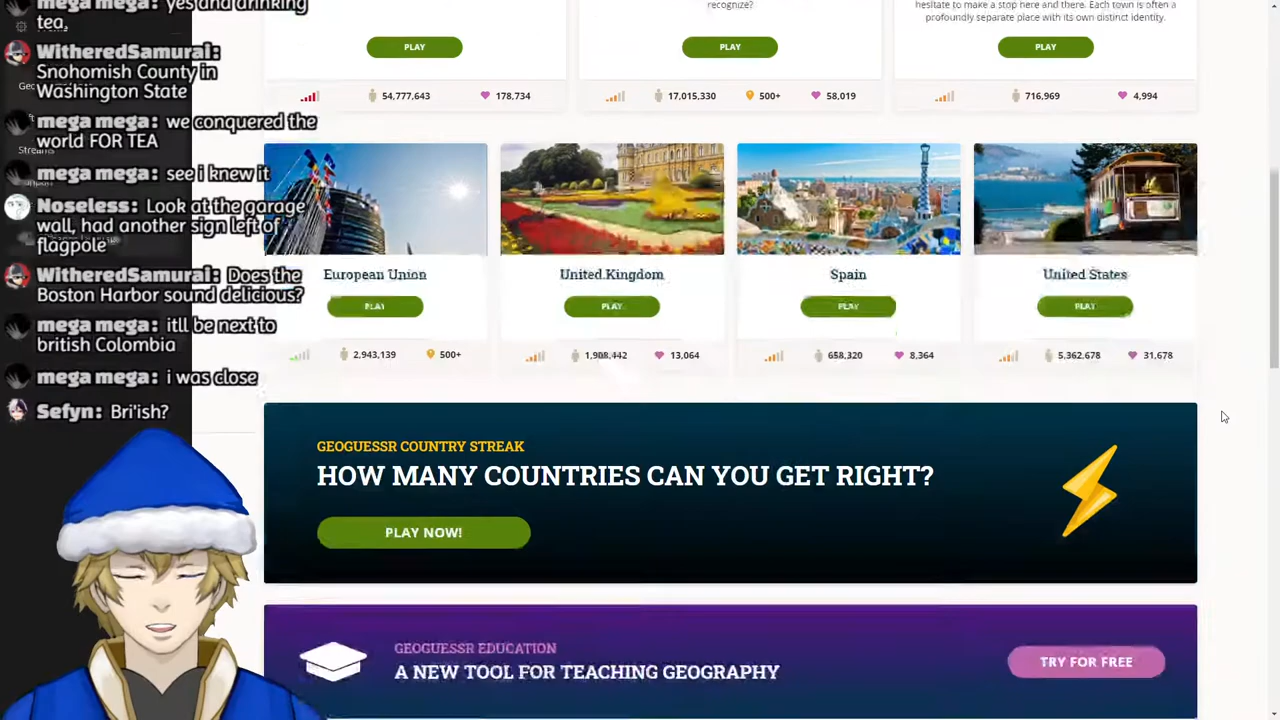 mega mega: yes and drinking
tea,
WitheredSamurai:
Snohomish County in
Washington State
mega mega: we conquered the
world FOR TEA
Streams
mega mega: see i knew it
Noseless: Look at the garage
wall, had another sign left of
flagpole
WitheredSamurai: Does the
Boston Harbor sound delicious?
mega mega: itll be next to
british Colombia
mega mega: i was close
Sefyn: Bri'ish?
recognize?
hesitate to make a stop here and there. Each town is often a
profoundly separate place with its own distinct identity.
PLAY
PLAY
PLAY
54,777,643 178,734
17,015,330 500+ 58,019
716,969 4,994
European Union
United Kingdom
Spain
United States
PLAY
PLAY
PLAY
PLAY
2,943,139 500+
13,064
658,320 8,364
5,362,678 31,678
GEOGUESSR COUNTRY STREAK
HOW MANY COUNTRIES CAN YOU GET RIGHT?
PLAY NOW!
GEOGUESSR EDUCATION
A NEW TOOL FOR TEACHING GEOGRAPHY
TRY FOR FREE